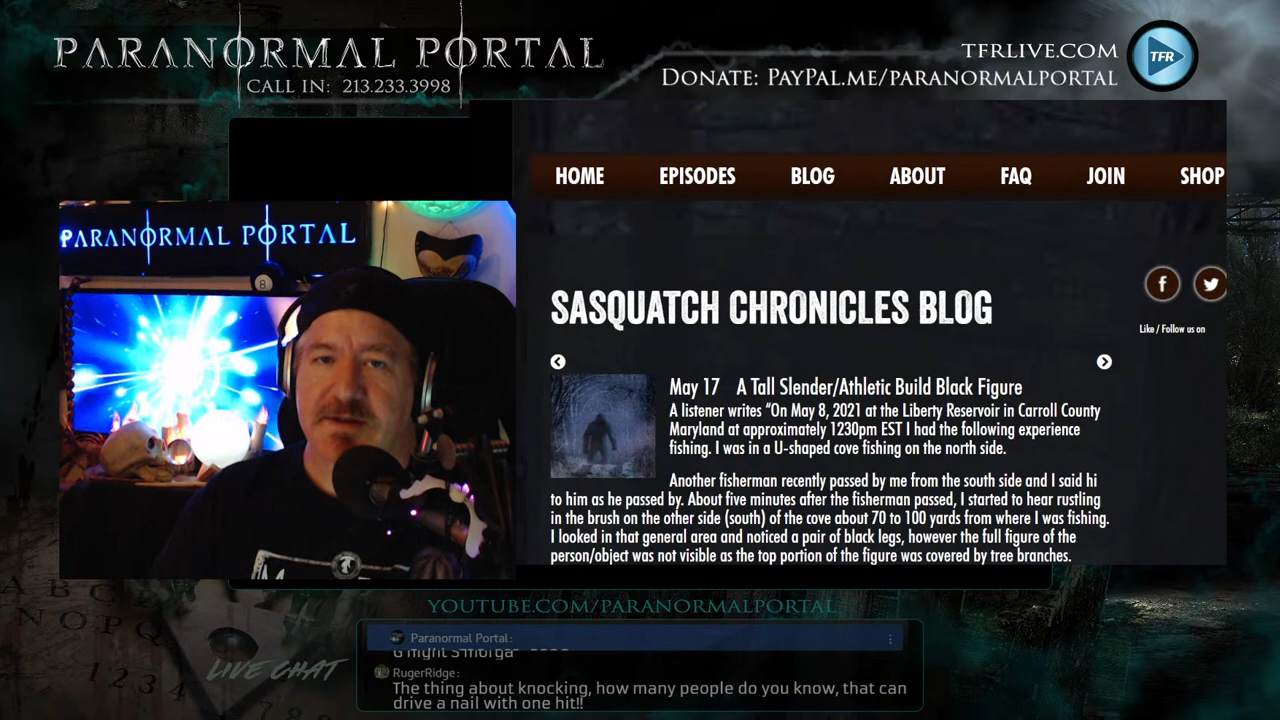 PARANORMAL PORTAL
CALL IN: 213.233.3998
TFRLIVE.COM
DONATE: PAYPAL.ME/PARANORMALPORTAL
TFR
HOME EPISODES BLOG ABOUT FAQ JOIN SHOP
PARANORMAL PORTAL
8
SASQUATCH CHRONICLES BLOG
Like / Follow us on
May 17 A Tall Slender/Athletic Build Black Figure
A listener writes “On May 8, 2021 at the Liberty Reservoir in Carroll County
Maryland at approximately 1230pm EST I had the following experience
fishing. I was in a U-shaped cove fishing on the north side.
Another fisherman recently passed by me from the south side and I said hi
to him as he passed by. About five minutes after the fisherman passed, I started to hear rustling
in the brush on the other side (south) of the cove about 70 to 100 yards from where I was fishing.
I looked in that general area and noticed a pair of black legs, however the full figure of the
person/object was not visible as the top portion of the figure was covered by tree branches.
YOUTUBE.COM/PARANORMALPORTAL
A B C
N O P Q
1 2 3 4
LIVE CHAT
Paranormal Portal:
RugerRidge:
The thing about knocking, how many people do you know, that can
drive a nail with one hit!!